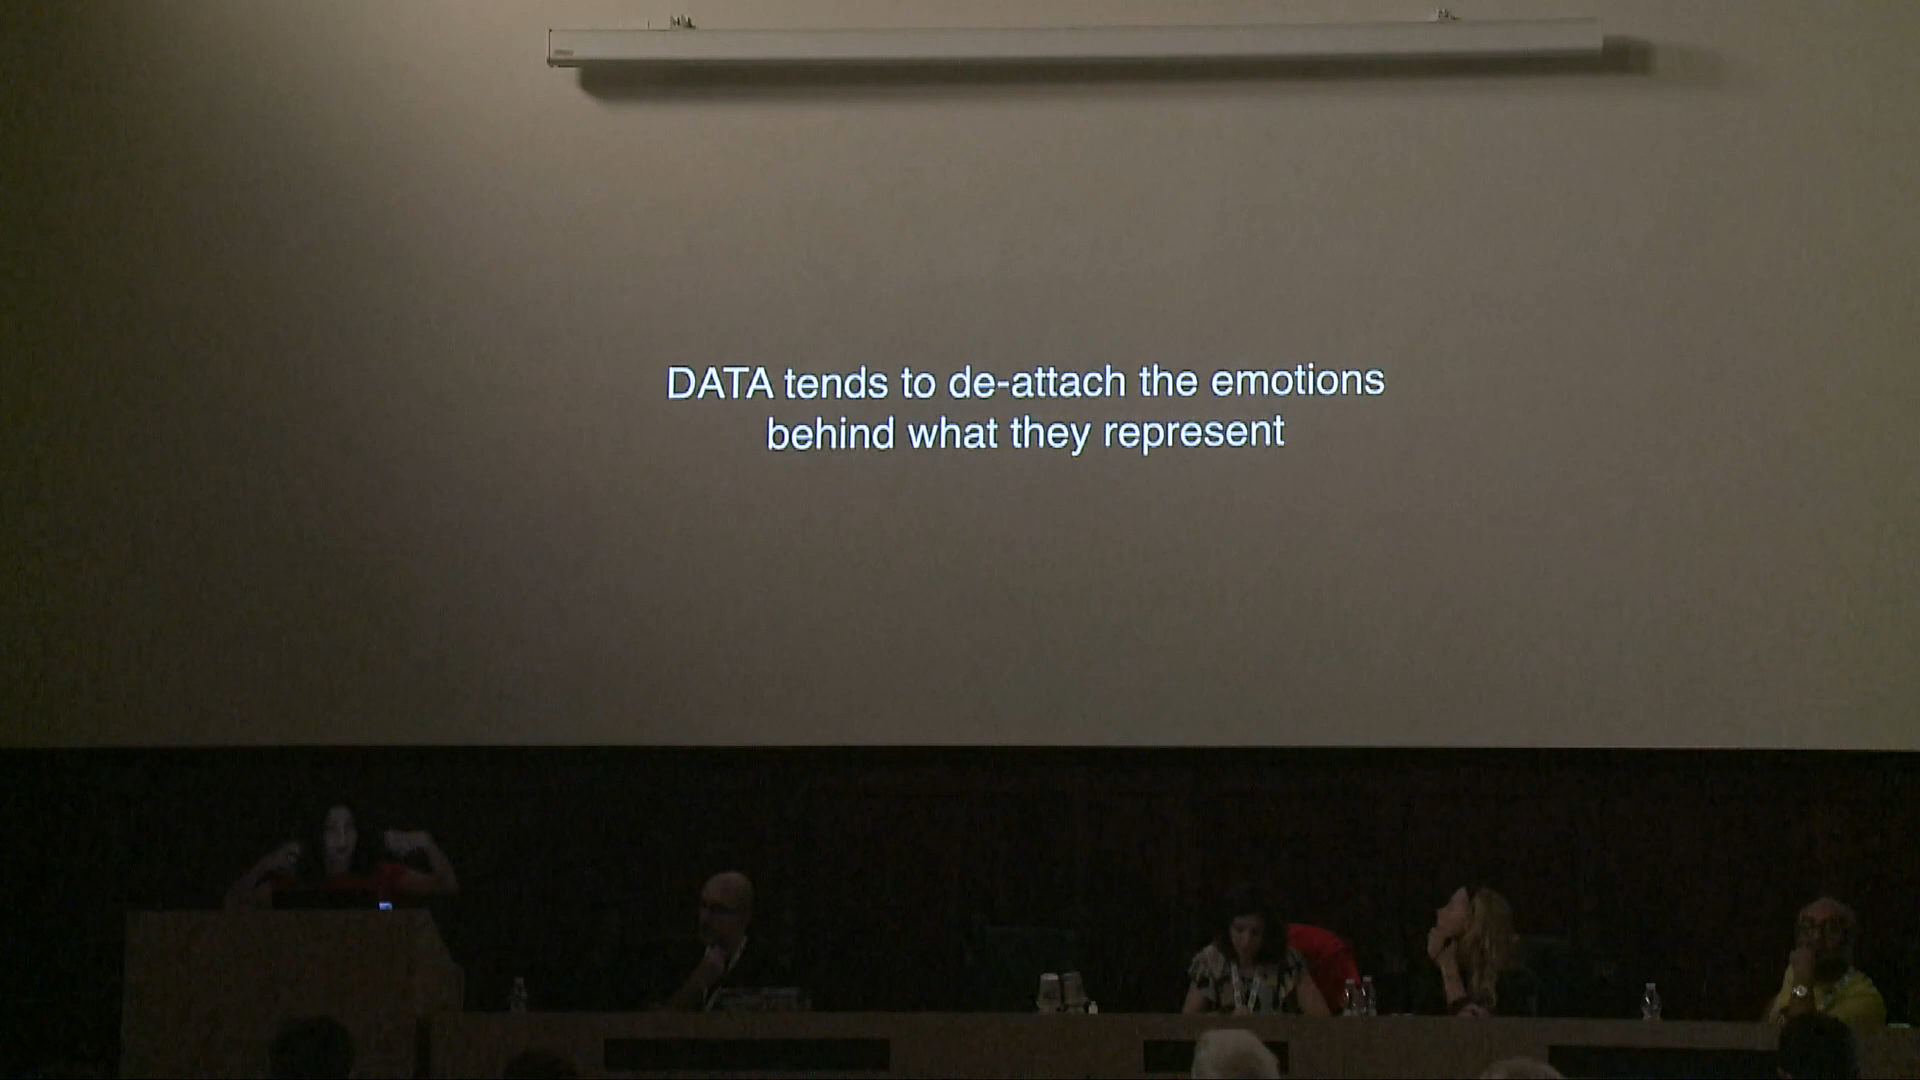 DATA tends to de-attach the emotions
behind what they represent